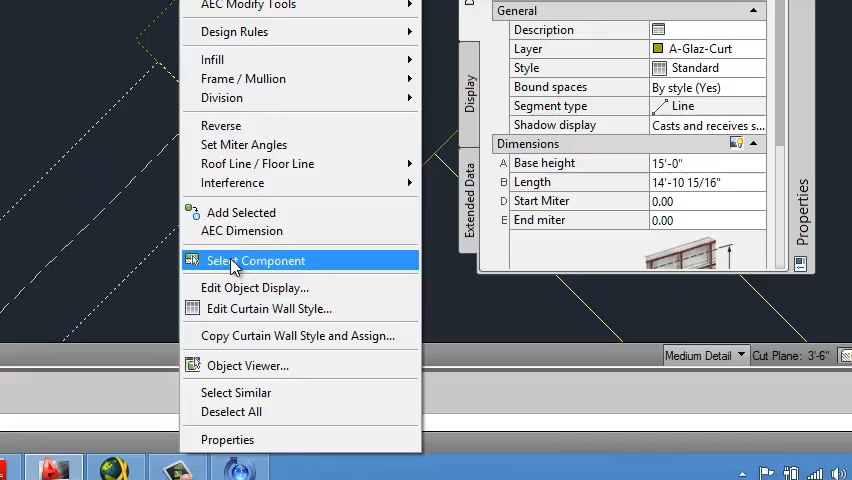 AEC Modify Tools
Design Rules
Infill
Frame / Mullion
Division
Reverse
Set Miter Angles
Roof Line / Floor Line
Interference
Add Selected
AEC Dimension
Select Component
Edit Object Display...
Edit Curtain Wall Style...
Copy Curtain Wall Style and Assign...
Object Viewer...
Select Similar
Deselect All
Properties
Display
Extended Data
General
Description
Layer A-Glaz-Curt
Style Standard
Bound spaces By style (Yes)
Segment type Line
Shadow display Casts and receives s...
Dimensions
A Base height 15'-0"
B Length 14'-10 15/16"
D Start Miter 0.00
E End miter 0.00
Properties
Medium Detail Cut Plane: 3'-6"